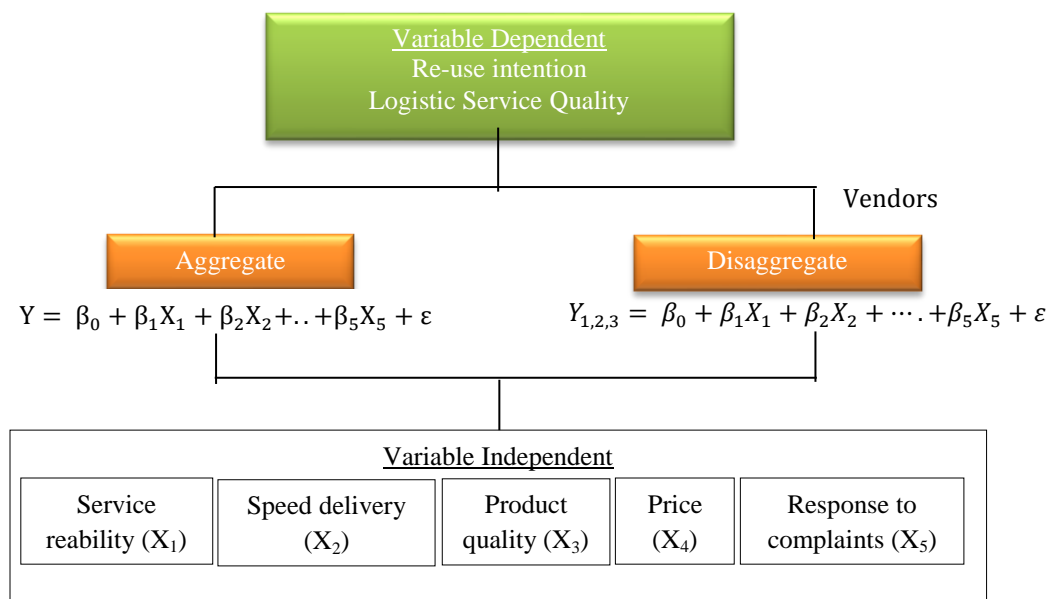 Variable Dependent
Re-use intention
Logistic Service Quality
Vendors
Aggregate
Disaggregate
Y = β₀ + β₁X₁ + β₂X₂+. . +β₅X₅ + ε
Y₁,₂,₃ = β₀ + β₁X₁ + β₂X₂ + ⋯ . +β₅X₅ + ε
Variable Independent
Service
reability (X₁)
Speed delivery
(X₂)
Product
quality (X₃)
Price
(X₄)
Response to
complaints (X₅)